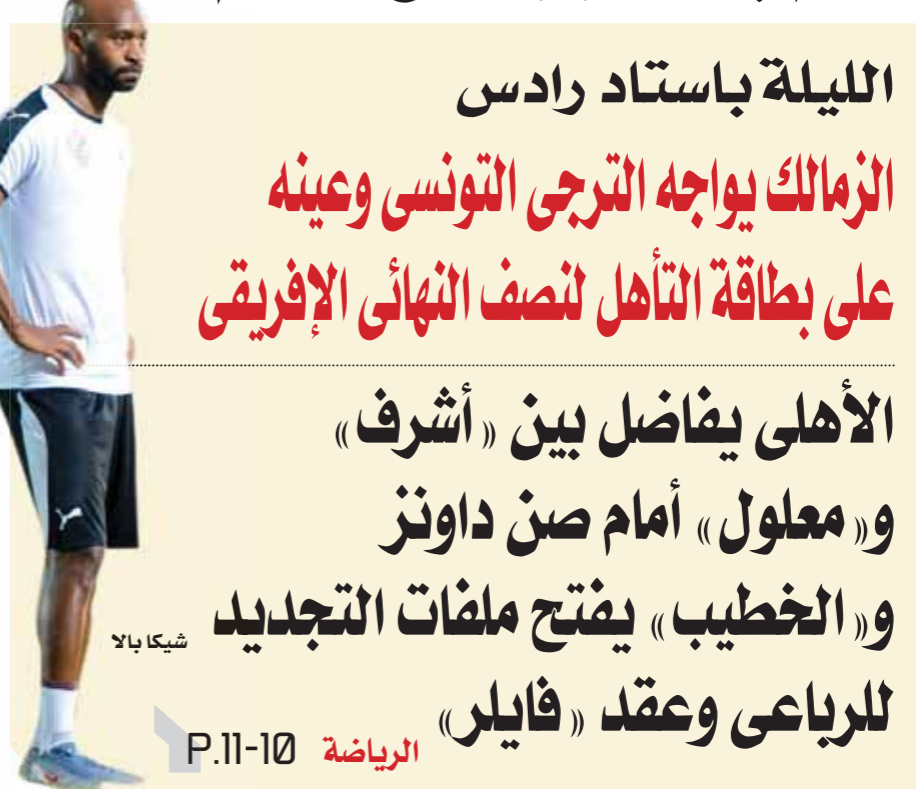 الليلة باستاد رادس
الزمالك يواجه الترجى التونسى وعينه
على بطاقة التأهل لنصف النهائى الإفريقى
الأهلى يفاضل بين «أشرف»
و«معلول» أمام صن داونز
و«الخطيب» يفتح ملفات التجديد
للرباعى وعقد «فايلر»
شيكا بالا
الرياضة P.11-10